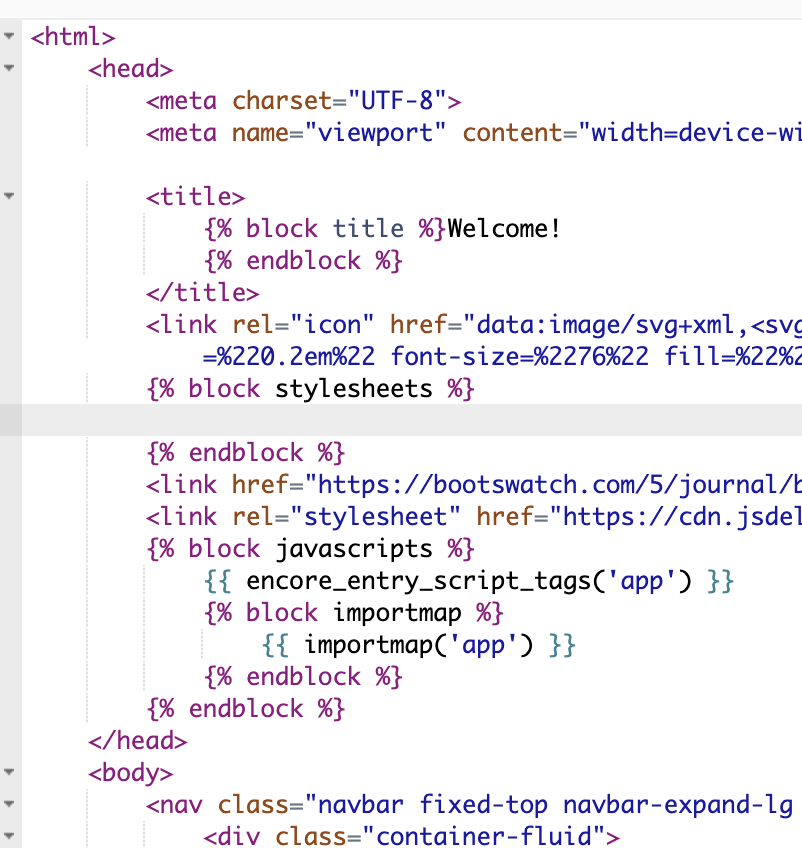 <html>
<head>
<meta charset="UTF-8">
<meta name="viewport" content="width=device-wi
<title>
{% block title %}Welcome!
{% endblock %}
</title>
<link rel="icon" href="data:image/svg+xml,<svg
=%220.2em%22 font-size=%2276%22 fill=%22%2
{% block stylesheets %}
{% endblock %}
<link href="https://bootswatch.com/5/journal/b
<link rel="stylesheet" href="https://cdn.jsdel
{% block javascripts %}
{{ encore_entry_script_tags('app') }}
{% block importmap %}
{{ importmap('app') }}
{% endblock %}
{% endblock %}
</head>
<body>
<nav class="navbar fixed-top navbar-expand-lg
<div class="container-fluid">